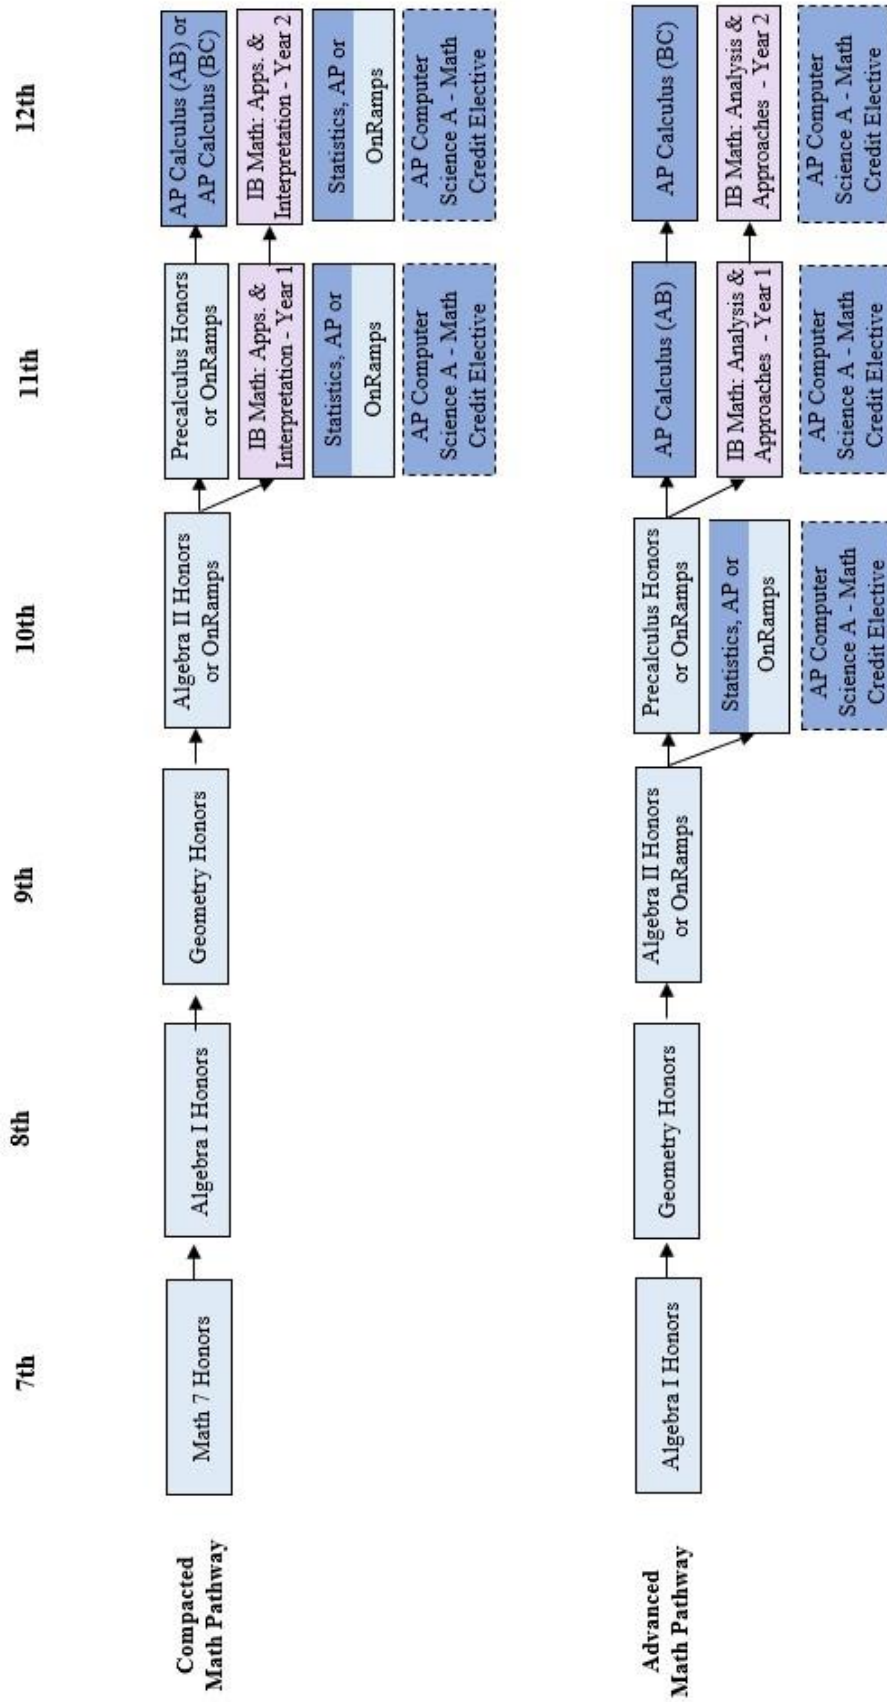 7th
8th
9th
10th
11th
12th
Compacted
Math Pathway
Math 7 Honors
Algebra I Honors
Geometry Honors
Algebra II Honors
or OnRamps
Precalculus Honors
or OnRamps
AP Calculus (AB) or
AP Calculus (BC)
IB Math: Apps. &
Interpretation - Year 1
IB Math: Apps. &
Interpretation - Year 2
Statistics, AP or
OnRamps
Statistics, AP or
OnRamps
AP Computer
Science A - Math
Credit Elective
AP Computer
Science A - Math
Credit Elective
Advanced
Math Pathway
Algebra I Honors
Geometry Honors
Algebra II Honors
or OnRamps
Precalculus Honors
or OnRamps
AP Calculus (AB)
AP Calculus (BC)
Statistics, AP or
OnRamps
IB Math: Analysis &
Approaches - Year 1
IB Math: Analysis &
Approaches - Year 2
AP Computer
Science A - Math
Credit Elective
AP Computer
Science A - Math
Credit Elective
AP Computer
Science A - Math
Credit Elective